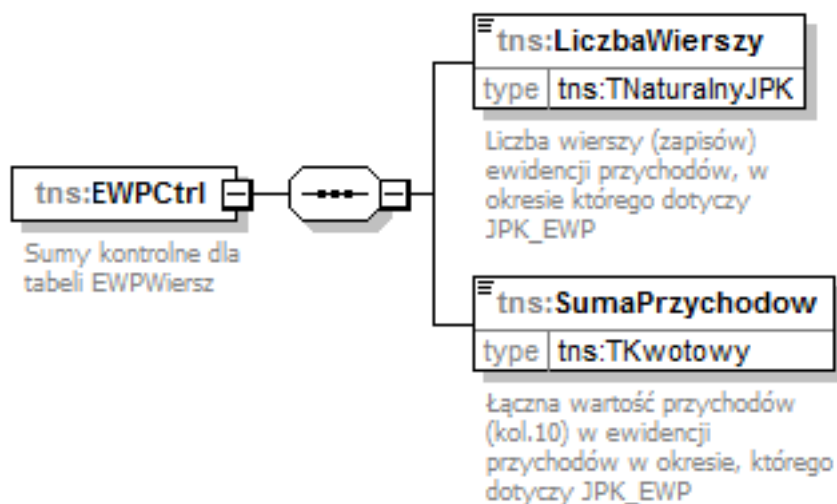 tns:EWPCtrl
Sumy kontrolne dla
tabeli EWPWiersz
tns:LiczbaWierszy
type tns:TNaturalnyJPK
Liczba wierszy (zapisów)
ewidencji przychodów, w
okresie którego dotyczy
JPK_EWP
tns:SumaPrzychodow
type tns:TKwotowy
Łączna wartość przychodów
(kol.10) w ewidencji
przychodów w okresie, którego
dotyczy JPK_EWP